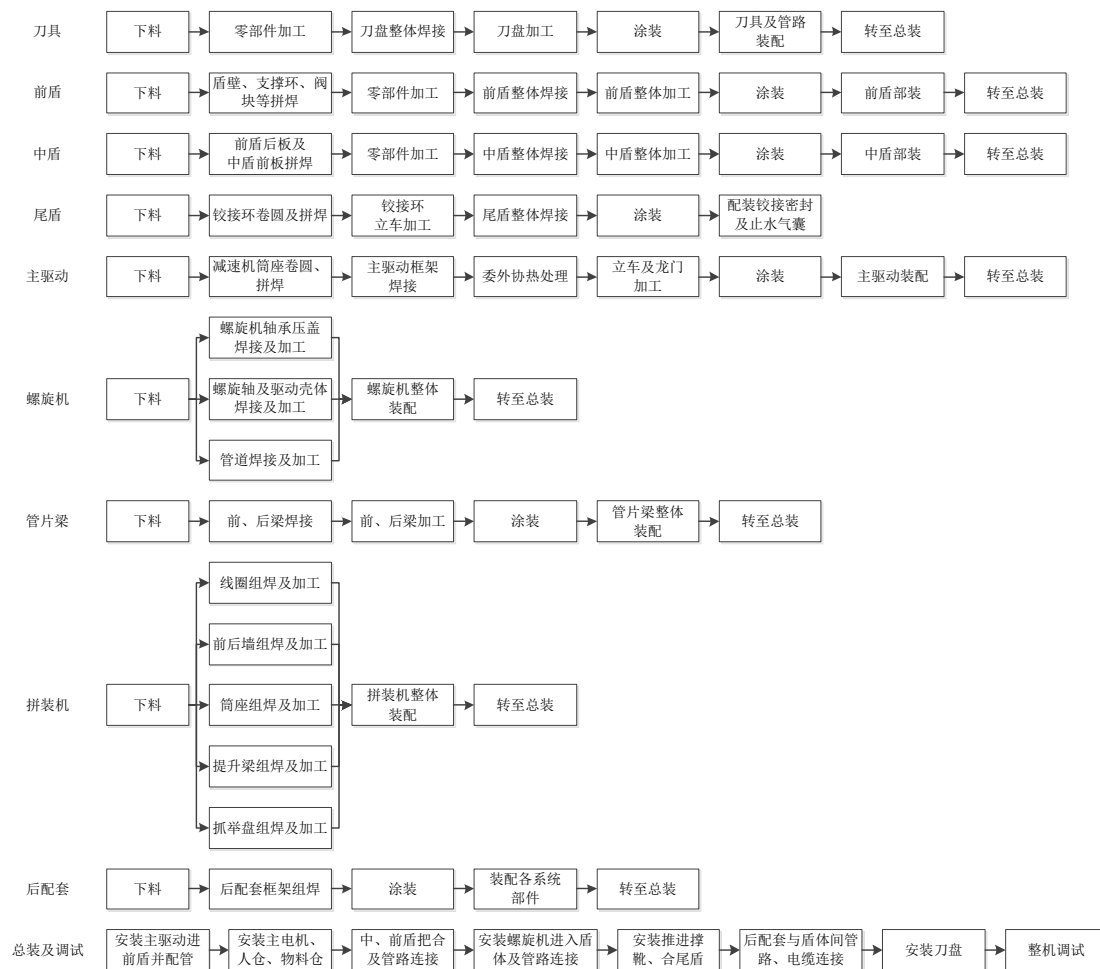 刀具
下料
零部件加工
刀盘整体焊接
刀盘加工
涂装
刀具及管路
装配
转至总装
前盾
下料
盾壁、支撑环、阀
块等拼焊
零部件加工
前盾整体焊接
前盾整体加工
涂装
前盾部装
转至总装
中盾
下料
前盾后板及
中盾前板拼焊
零部件加工
中盾整体焊接
中盾整体加工
涂装
中盾部装
转至总装
尾盾
下料
铰接环卷圆及拼焊
铰接环
立车加工
尾盾整体焊接
涂装
配装铰接密封
及止水气囊
主驱动
下料
减速机筒座卷圆、
拼焊
主驱动框架
焊接
委外协热处理
立车及龙门
加工
涂装
主驱动装配
转至总装
螺旋机
下料
螺旋机轴承压盖
焊接及加工
螺旋轴及驱动壳体
焊接及加工
管道焊接及加工
螺旋机整体
装配
转至总装
管片梁
下料
前、后梁焊接
前、后梁加工
涂装
管片梁整体
装配
转至总装
拼装机
下料
线圈组焊及加工
前后墙组焊及加工
筒座组焊及加工
提升梁组焊及加工
抓举盘组焊及加工
拼装机整体
装配
转至总装
后配套
下料
后配套框架组焊
涂装
装配各系统
部件
转至总装
总装及调试
安装主驱动进
前盾并配管
安装主电机、
人仓、物料仓
中、前盾把合
及管路连接
安装螺旋机进入盾
体及管路连接
安装推进撑
靴、合尾盾
后配套与盾体间管
路、电缆连接
安装刀盘
整机调试